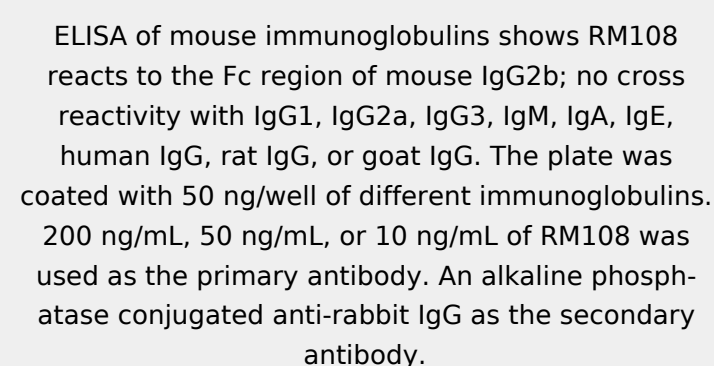 ELISA of mouse immunoglobulins shows RM108
reacts to the Fc region of mouse IgG2b; no cross
reactivity with IgG1, IgG2a, IgG3, IgM, IgA, IgE,
human IgG, rat IgG, or goat IgG. The plate was
coated with 50 ng/well of different immunoglobulins.
200 ng/mL, 50 ng/mL, or 10 ng/mL of RM108 was
used as the primary antibody. An alkaline phosph-
atase conjugated anti-rabbit IgG as the secondary
antibody.